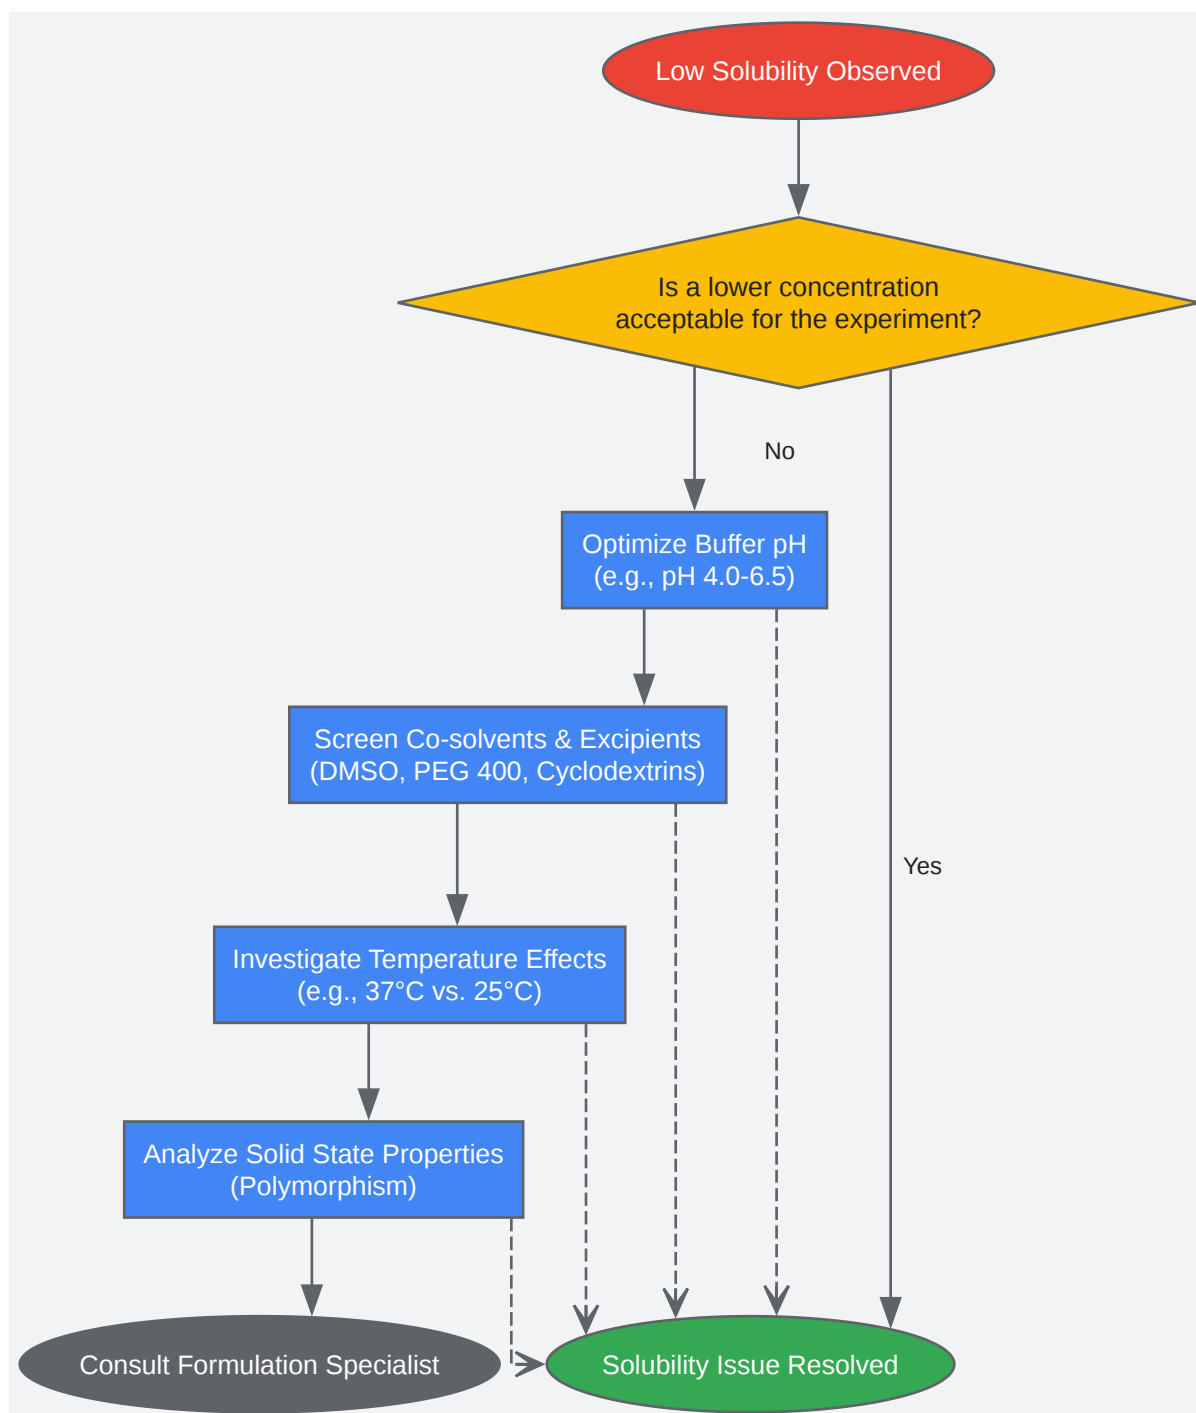 Low Solubility Observed
Is a lower concentration
acceptable for the experiment?
No
Optimize Buffer pH
(e.g., pH 4.0-6.5)
Screen Co-solvents & Excipients
(DMSO, PEG 400, Cyclodextrins)
Yes
Investigate Temperature Effects
(e.g., 37°C vs. 25°C)
Analyze Solid State Properties
(Polymorphism)
Consult Formulation Specialist
Solubility Issue Resolved